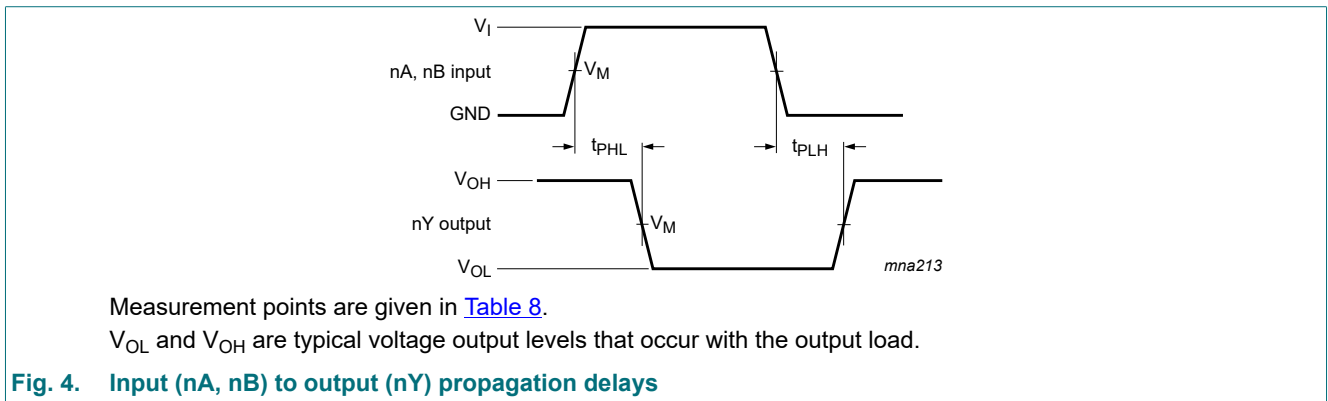 VI
nA, nB input
VM
GND
tPHL
tPLH
VOH
nY output
VM
VOL
mna213
Measurement points are given in Table 8.
VOL and VOH are typical voltage output levels that occur with the output load.
Fig. 4. Input (nA, nB) to output (nY) propagation delays